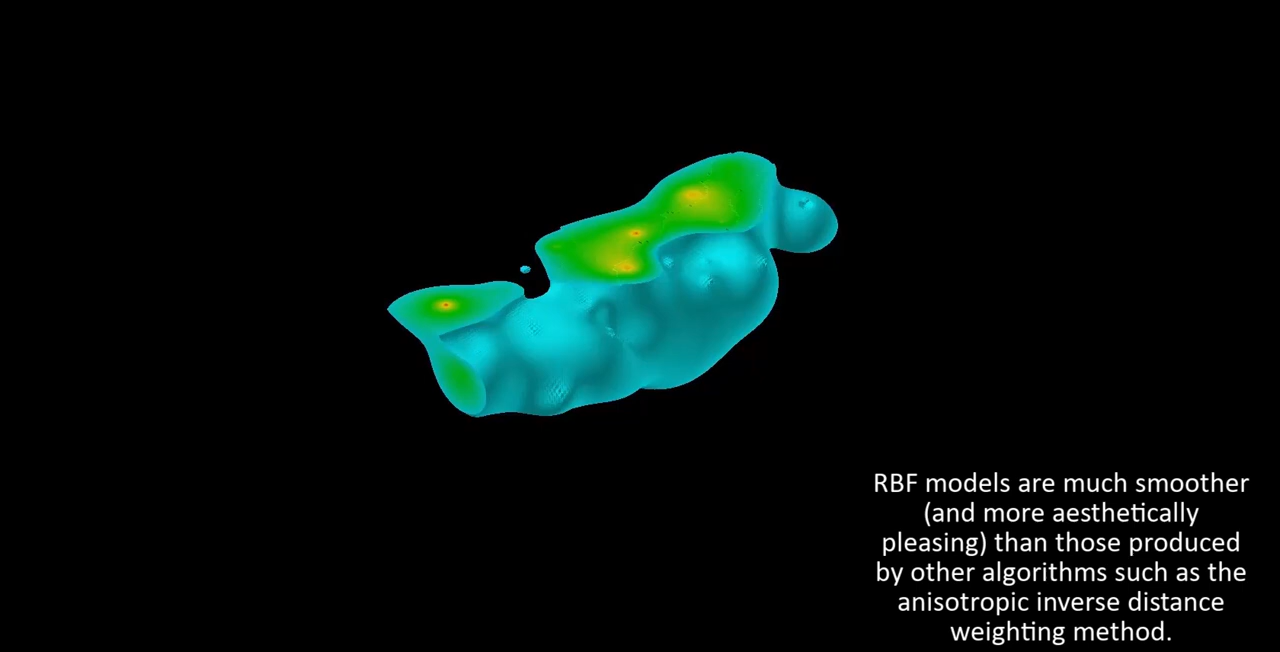 RBF models are much smoother
(and more aesthetically
pleasing) than those produced
by other algorithms such as the
anisotropic inverse distance
weighting method.